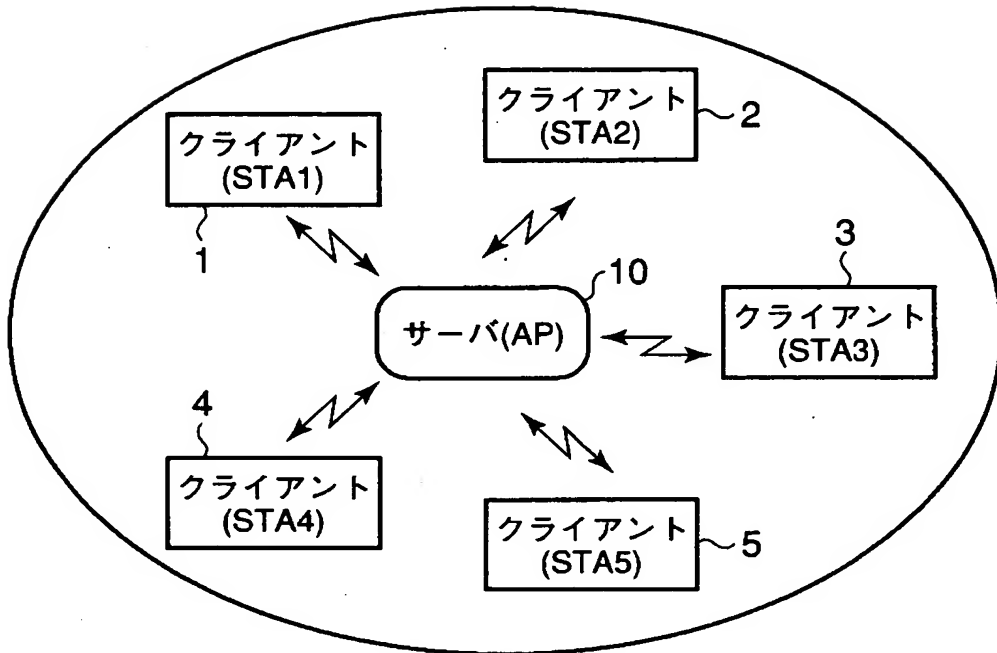 クライアント
(STA1)
1
クライアント
(STA2)
2
クライアント
(STA3)
3
サーバ(AP)
10
クライアント
(STA4)
4
クライアント
(STA5)
5